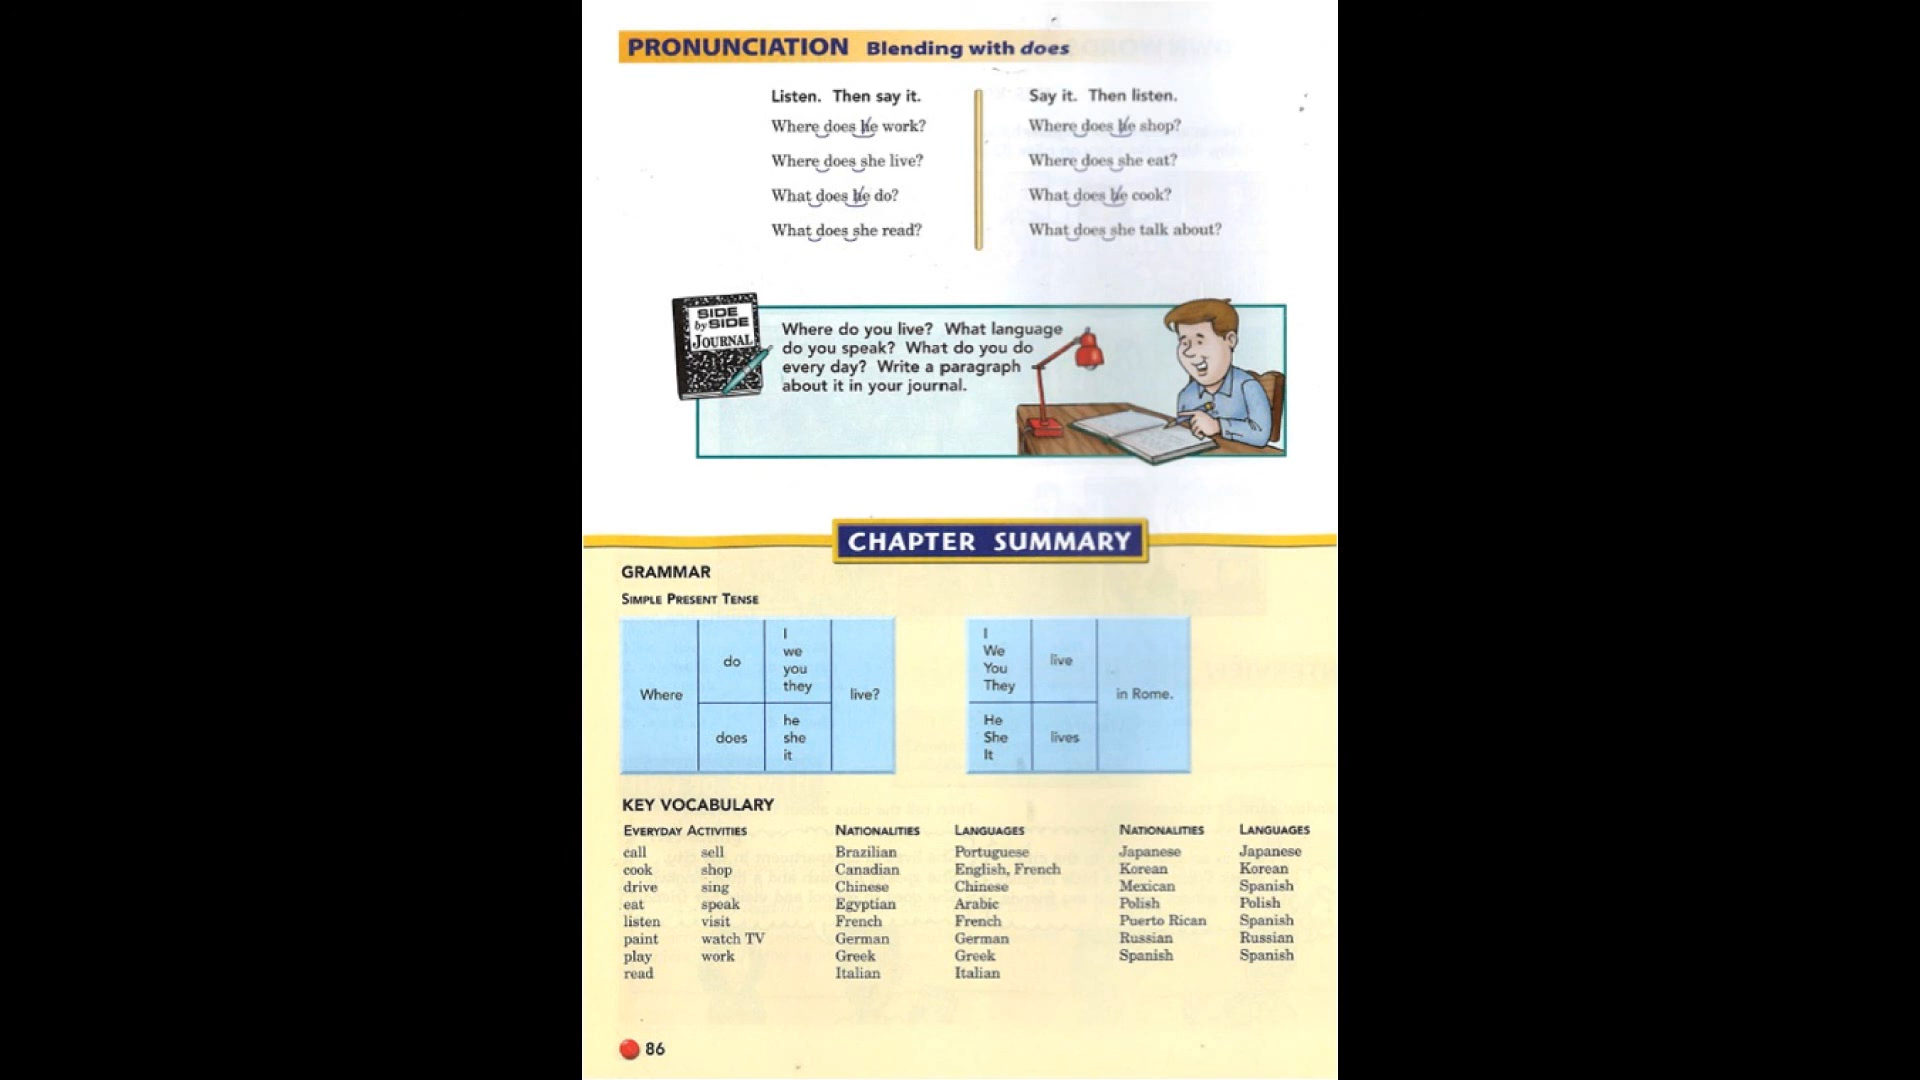 PRONUNCIATION Blending with does
Listen. Then say it.
Where does he work?
Where does she live?
What does he do?
What does she read?
Say it. Then listen.
Where does he shop?
Where does she eat?
What does he cook?
What does she talk about?
SIDE
by SIDE
JOURNAL
Where do you live? What language
do you speak? What do you do
every day? Write a paragraph
about it in your journal.
CHAPTER SUMMARY
GRAMMAR
SIMPLE PRESENT TENSE
Where
do
I
we
you
they
does
he
she
it
live?
I
We
You
They
live
He
She
It
lives
in Rome.
KEY VOCABULARY
EVERYDAY ACTIVITIES
call
cook
drive
eat
listen
paint
play
read
sell
shop
sing
speak
visit
watch TV
work
NATIONALITIES LANGUAGES
Brazilian Portuguese
Canadian English, French
Chinese Chinese
Egyptian Arabic
French French
German German
Greek Greek
Italian Italian
NATIONALITIES LANGUAGES
Japanese Japanese
Korean Korean
Mexican Spanish
Polish Polish
Puerto Rican Spanish
Russian Russian
Spanish Spanish
86